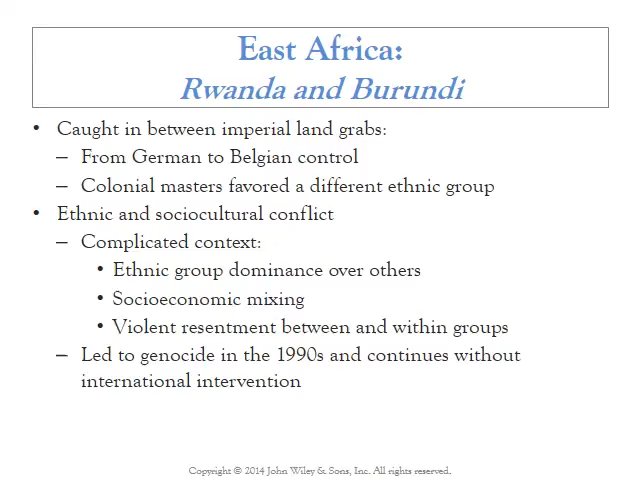 East Africa:
Rwanda and Burundi
• Caught in between imperial land grabs:
– From German to Belgian control
– Colonial masters favored a different ethnic group
• Ethnic and sociocultural conflict
– Complicated context:
• Ethnic group dominance over others
• Socioeconomic mixing
• Violent resentment between and within groups
– Led to genocide in the 1990s and continues without
international intervention
Copyright © 2014 John Wiley & Sons, Inc. All rights reserved.